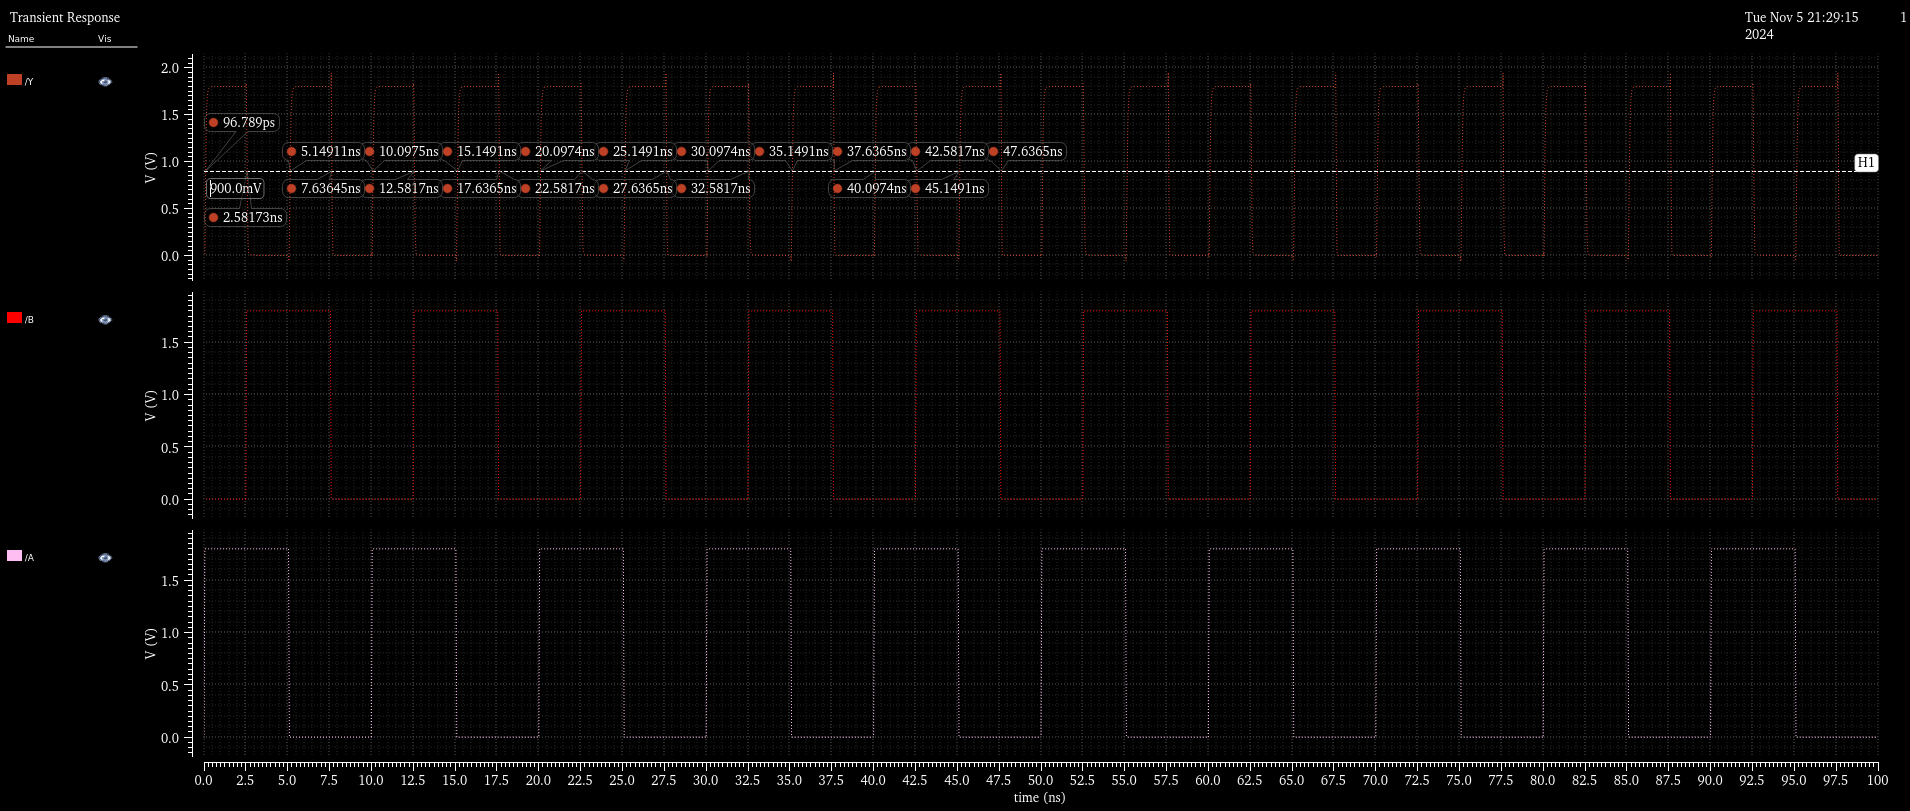 Transient Response
Tue Nov 5 21:29:15 1
2024
Name Vis
/Y
V (V)
2.0
1.5
1.0
0.5
0.0
96.789ps
5.14911ns 10.0975ns 15.1491ns 20.0974ns 25.1491ns 30.0974ns 35.1491ns 37.6365ns 42.5817ns 47.6365ns
H1
900.0mV 7.63645ns 12.5817ns 17.6365ns 22.5817ns 27.6365ns 32.5817ns 40.0974ns 45.1491ns
2.58173ns
/B
V (V)
1.5
1.0
0.5
0.0
/A
V (V)
1.5
1.0
0.5
0.0
0.0 2.5 5.0 7.5 10.0 12.5 15.0 17.5 20.0 22.5 25.0 27.5 30.0 32.5 35.0 37.5 40.0 42.5 45.0 47.5 50.0 52.5 55.0 57.5 60.0 62.5 65.0 67.5 70.0 72.5 75.0 77.5 80.0 82.5 85.0 87.5 90.0 92.5 95.0 97.5 100
time (ns)